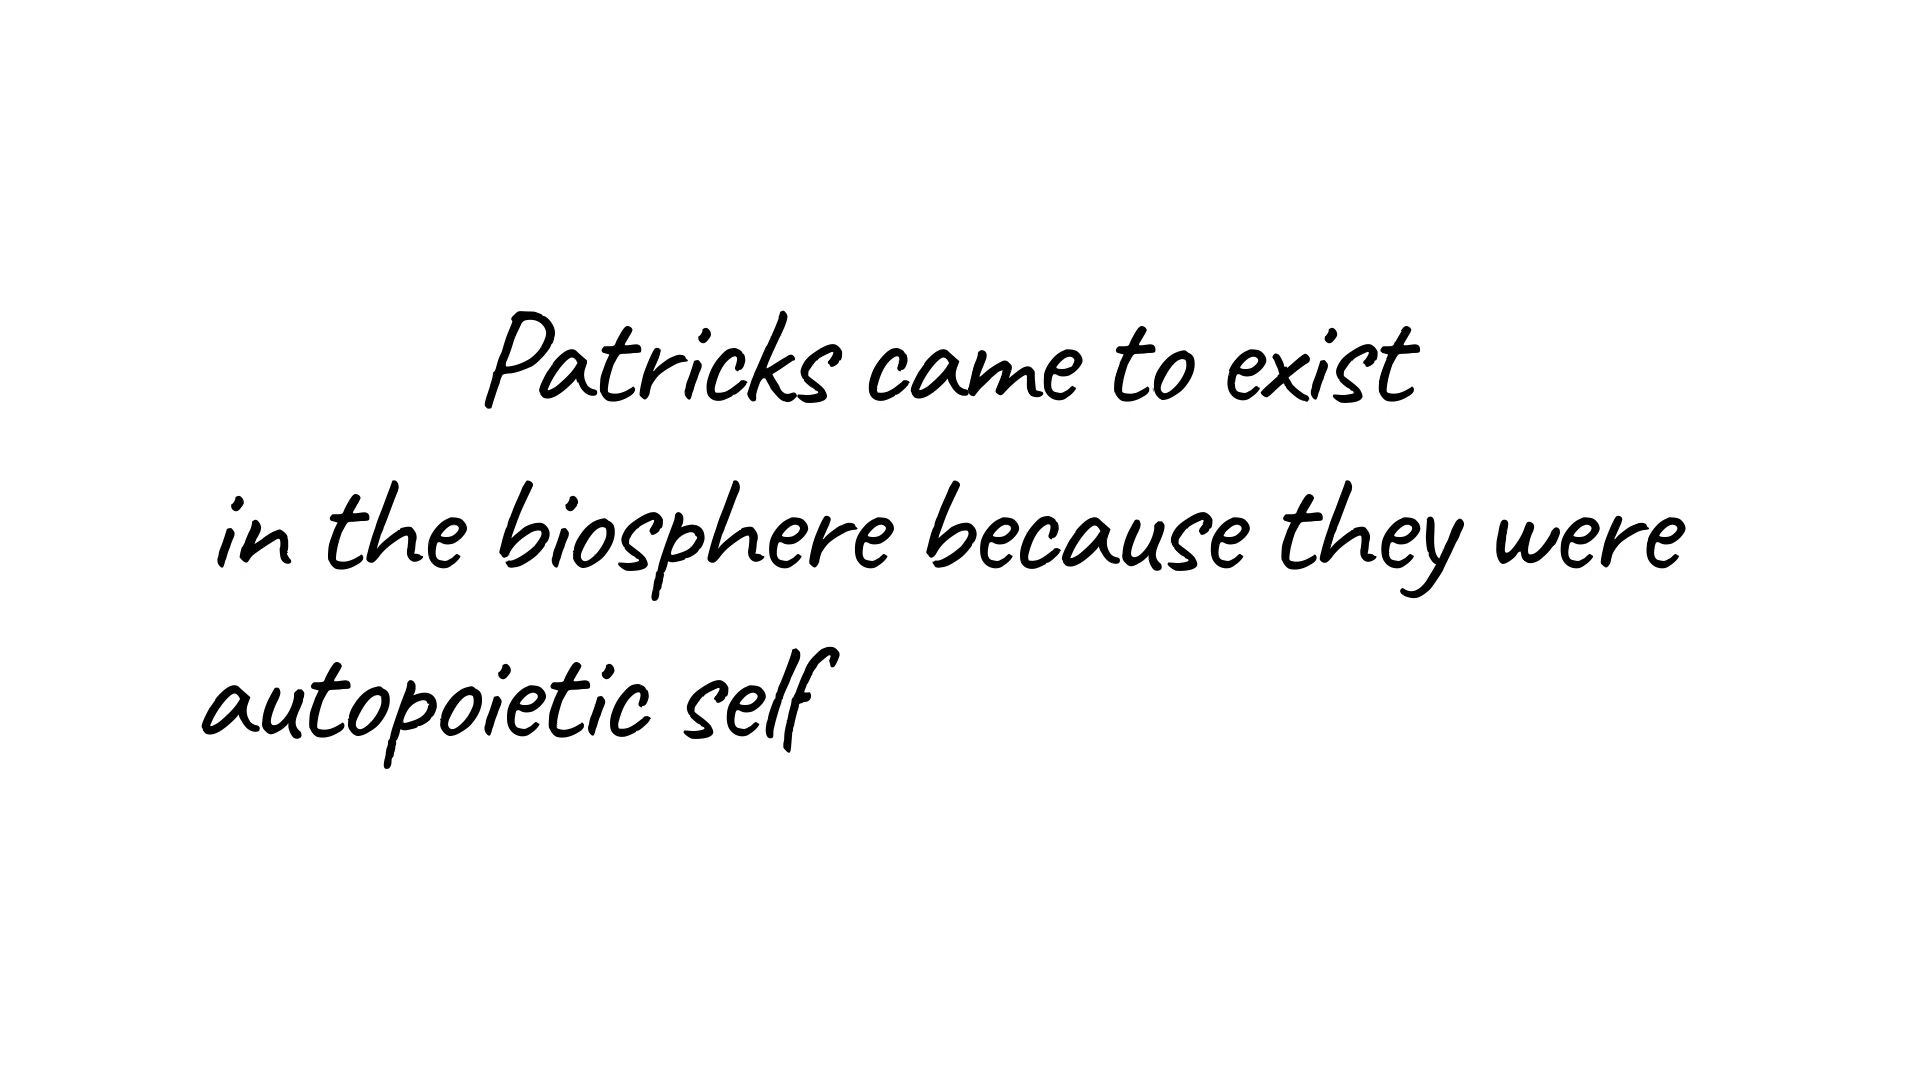 Patricks came to exist
in the biosphere because they were
autopoietic self